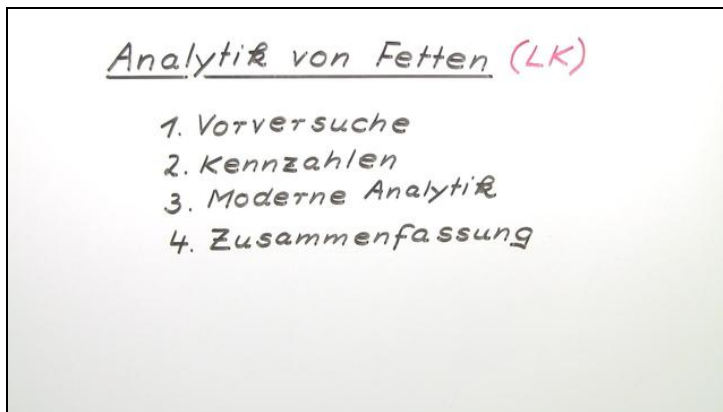 Analytik von Fetten (LK)
1. Vorversuche
2. Kennzahlen
3. Moderne Analytik
4. Zusammenfassung